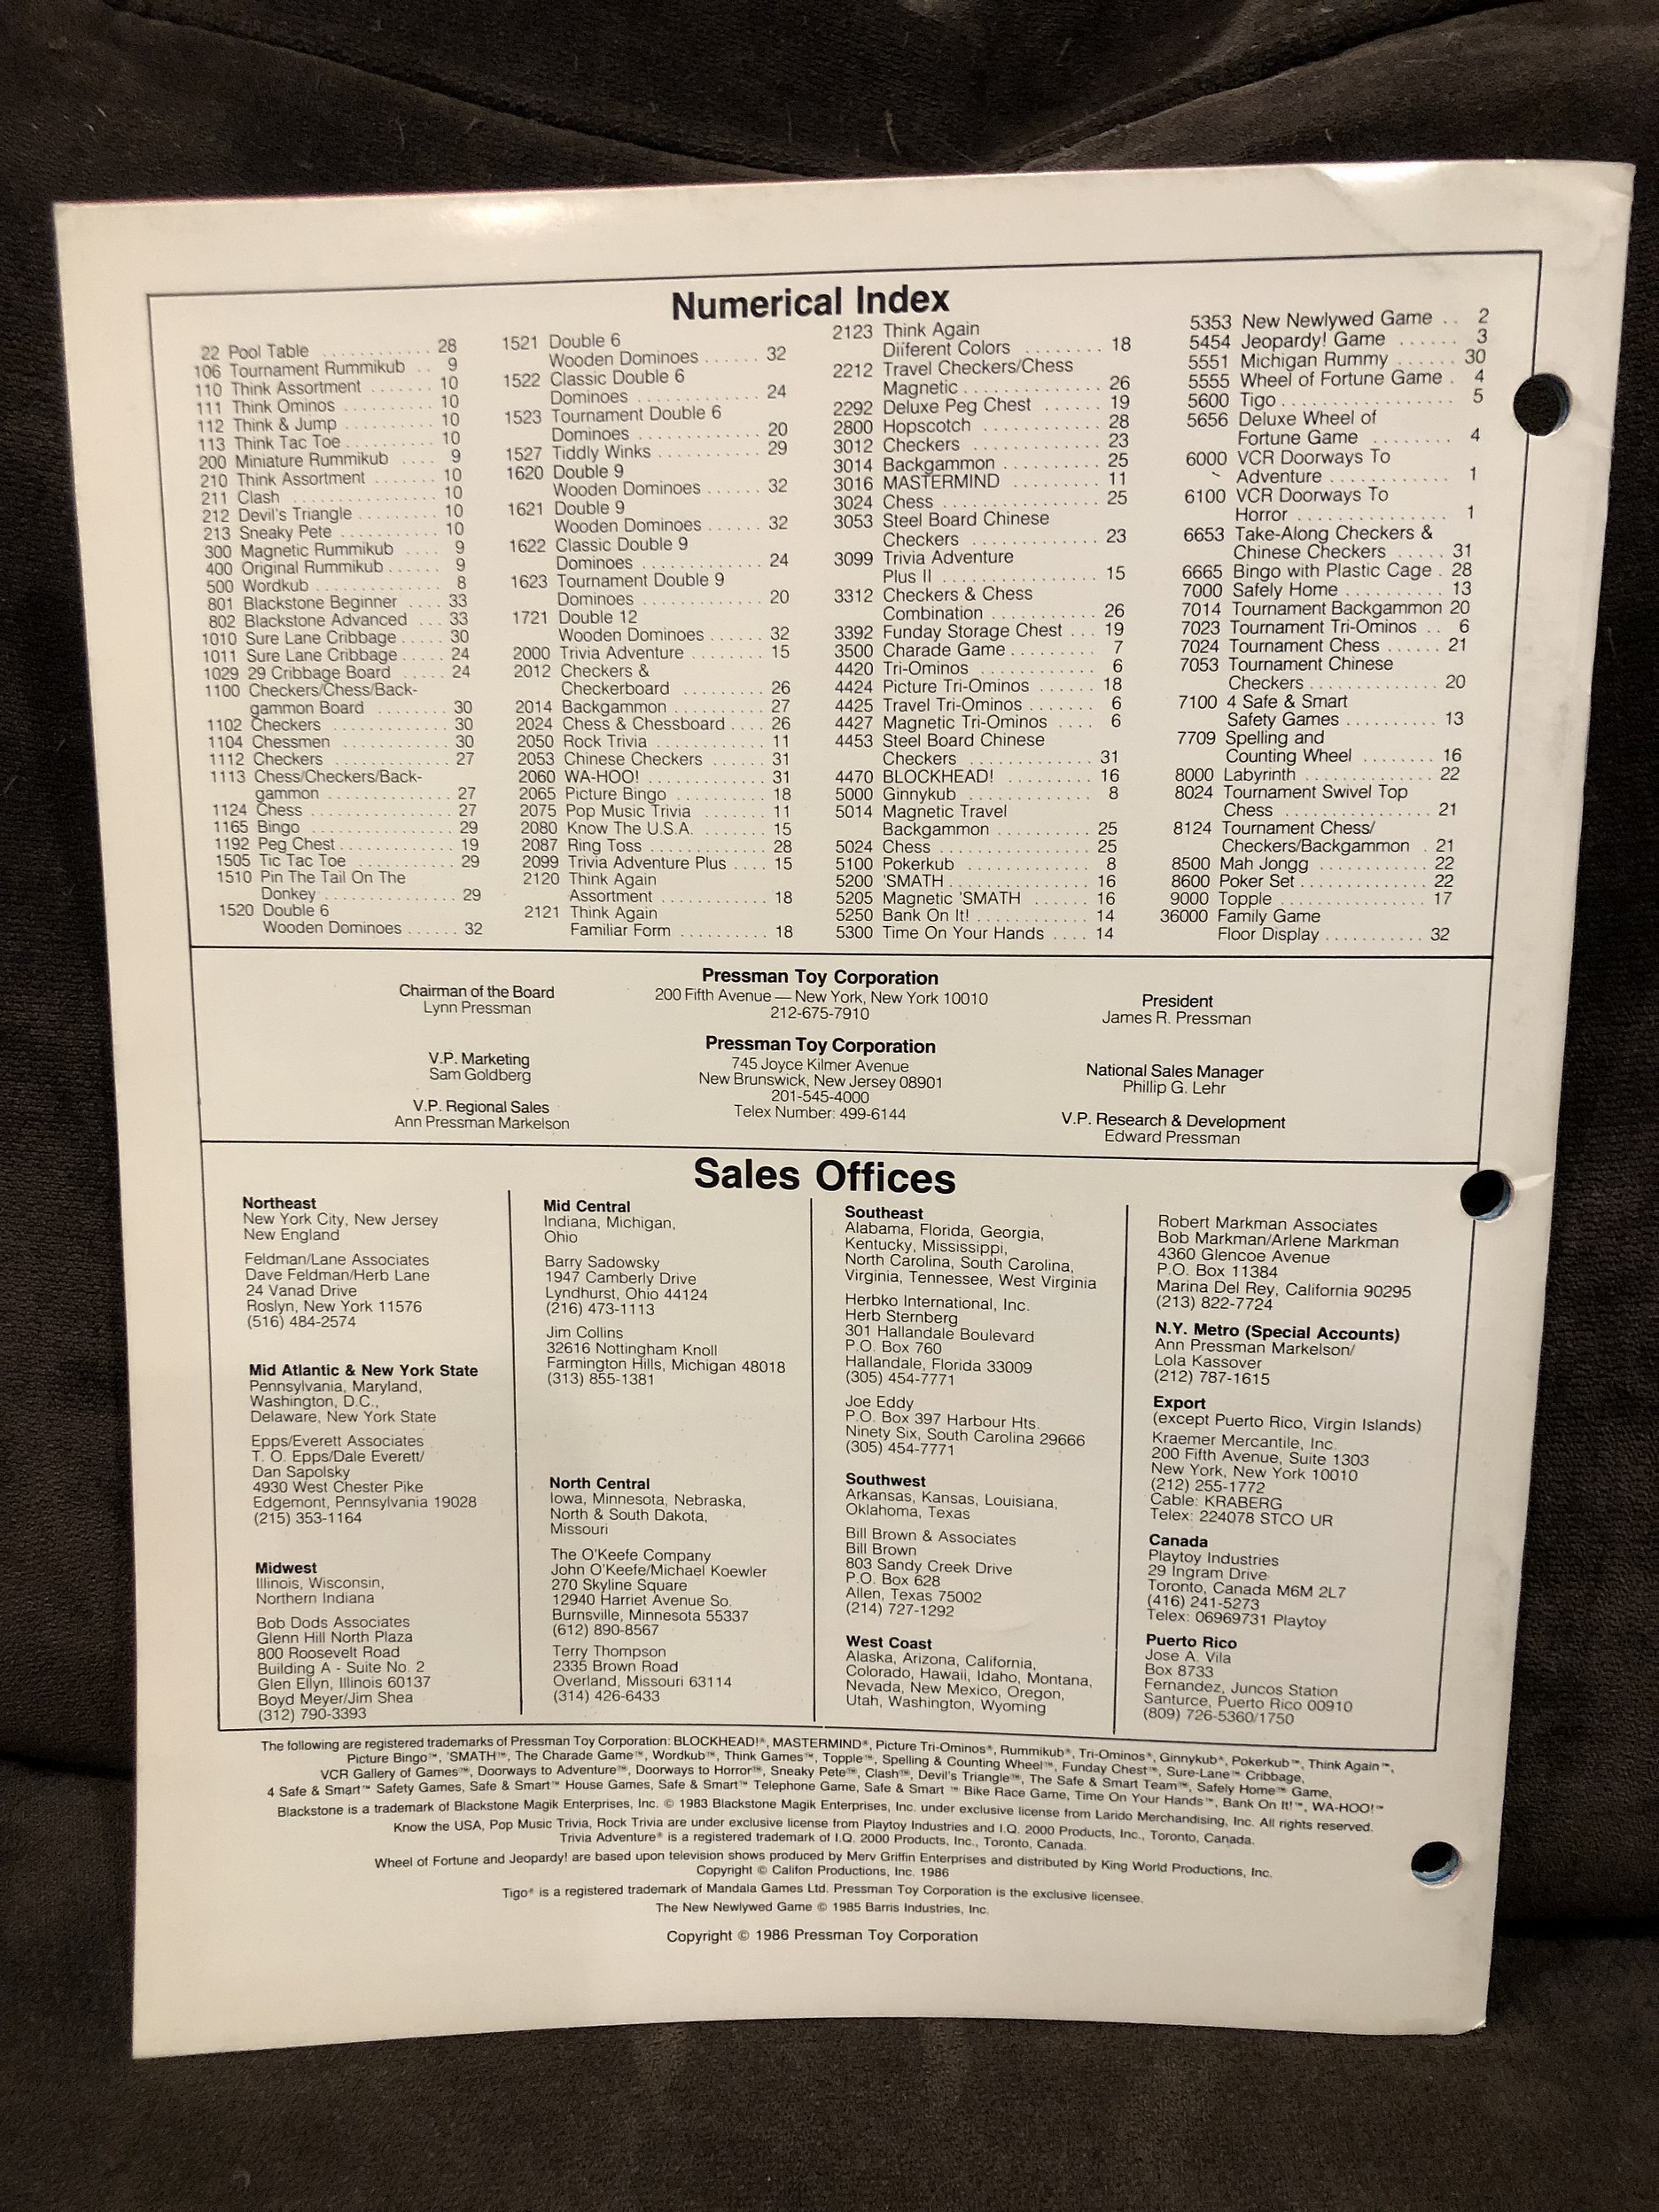 Numerical Index
22 Pool Table ............ 28
106 Tournament Rummikub .. 9
110 Think Assortment ....... 10
111 Think Ominos .......... 10
112 Think & Jump .......... 10
113 Think Tac Toe .......... 10
200 Miniature Rummikub .... 9
210 Think Assortment ....... 10
211 Clash ................. 10
212 Devil's Triangle ......... 10
213 Sneaky Pete ........... 10
300 Magnetic Rummikub .... 9
400 Original Rummikub ...... 9
500 Wordkub .............. 8
801 Blackstone Beginner .... 33
802 Blackstone Advanced ... 33
1010 Sure Lane Cribbage ..... 30
1011 Sure Lane Cribbage ..... 24
1029 29 Cribbage Board ..... 24
1100 Checkers/Chess/Back-
gammon Board ........ 30
1102 Checkers ............. 30
1104 Chessmen ............ 30
1112 Checkers ............. 27
1113 Chess/Checkers/Back-
gammon .............. 27
1124 Chess ................ 27
1165 Bingo ................ 29
1192 Peg Chest ............. 19
1505 Tic Tac Toe ........... 29
1510 Pin The Tail On The
Donkey ............... 29
1520 Double 6
Wooden Dominoes ...... 32
1521 Double 6
Wooden Dominoes ...... 32
1522 Classic Double 6
Dominoes ............. 24
1523 Tournament Double 6
Dominoes ............. 20
1527 Tiddly Winks ........... 29
1620 Double 9
Wooden Dominoes ...... 32
1621 Double 9
Wooden Dominoes ...... 32
1622 Classic Double 9
Dominoes ............. 24
1623 Tournament Double 9
Dominoes ............. 20
1721 Double 12
Wooden Dominoes ...... 32
2000 Trivia Adventure ........ 15
2012 Checkers &
Checkerboard ......... 26
2014 Backgammon .......... 27
2024 Chess & Chessboard .... 26
2050 Rock Trivia ............ 11
2053 Chinese Checkers ...... 31
2060 WA-HOO! ............. 31
2065 Picture Bingo .......... 18
2075 Pop Music Trivia ....... 11
2080 Know The U.S.A. ....... 15
2087 Ring Toss ............. 28
2099 Trivia Adventure Plus .... 15
2120 Think Again
Assortment ............ 18
2121 Think Again
Familiar Form .......... 18
2123 Think Again
Diifferent Colors ........ 18
2212 Travel Checkers/Chess
Magnetic .............. 26
2292 Deluxe Peg Chest ...... 19
2800 Hopscotch ............ 28
3012 Checkers ............. 23
3014 Backgammon .......... 25
3016 MASTERMIND ......... 11
3024 Chess ................ 25
3053 Steel Board Chinese
Checkers ............. 23
3099 Trivia Adventure
Plus II ................ 15
3312 Checkers & Chess
Combination ........... 26
3392 Funday Storage Chest ... 19
3500 Charade Game ......... 7
4420 Tri-Ominos ............ 6
4424 Picture Tri-Ominos ...... 18
4425 Travel Tri-Ominos ....... 6
4427 Magnetic Tri-Ominos .... 6
4453 Steel Board Chinese
Checkers ............. 31
4470 BLOCKHEAD! ......... 16
5000 Ginnykub ............. 8
5014 Magnetic Travel
Backgammon .......... 25
5024 Chess ................ 25
5100 Pokerkub ............. 8
5200 'SMATH .............. 16
5205 Magnetic 'SMATH ...... 16
5250 Bank On It! ............ 14
5300 Time On Your Hands .... 14
5353 New Newlywed Game .. 2
5454 Jeopardy! Game ...... 3
5551 Michigan Rummy ...... 30
5555 Wheel of Fortune Game . 4
5600 Tigo ................. 5
5656 Deluxe Wheel of
Fortune Game ........ 4
6000 VCR Doorways To
Adventure ............ 1
6100 VCR Doorways To
Horror ............... 1
6653 Take-Along Checkers &
Chinese Checkers ..... 31
6665 Bingo with Plastic Cage . 28
7000 Safely Home .......... 13
7014 Tournament Backgammon 20
7023 Tournament Tri-Ominos .. 6
7024 Tournament Chess ...... 21
7053 Tournament Chinese
Checkers ............. 20
7100 4 Safe & Smart
Safety Games .......... 13
7709 Spelling and
Counting Wheel ........ 16
8000 Labyrinth ............. 22
8024 Tournament Swivel Top
Chess ................ 21
8124 Tournament Chess/
Checkers/Backgammon . 21
8500 Mah Jongg ............ 22
8600 Poker Set ............. 22
9000 Topple ............... 17
36000 Family Game
Floor Display ........... 32
Chairman of the Board
Lynn Pressman
V.P. Marketing
Sam Goldberg
V.P. Regional Sales
Ann Pressman Markelson
Pressman Toy Corporation
200 Fifth Avenue — New York, New York 10010
212-675-7910
Pressman Toy Corporation
745 Joyce Kilmer Avenue
New Brunswick, New Jersey 08901
201-545-4000
Telex Number: 499-6144
President
James R. Pressman
National Sales Manager
Phillip G. Lehr
V.P. Research & Development
Edward Pressman
Sales Offices
Northeast
New York City, New Jersey
New England
Feldman/Lane Associates
Dave Feldman/Herb Lane
24 Vanad Drive
Roslyn, New York 11576
(516) 484-2574
Mid Atlantic & New York State
Pennsylvania, Maryland,
Washington, D.C.,
Delaware, New York State
Epps/Everett Associates
T. O. Epps/Dale Everett/
Dan Sapolsky
4930 West Chester Pike
Edgemont, Pennsylvania 19028
(215) 353-1164
Midwest
Illinois, Wisconsin,
Northern Indiana
Bob Dods Associates
Glenn Hill North Plaza
800 Roosevelt Road
Building A - Suite No. 2
Glen Ellyn, Illinois 60137
Boyd Meyer/Jim Shea
(312) 790-3393
Mid Central
Indiana, Michigan,
Ohio
Barry Sadowsky
1947 Camberly Drive
Lyndhurst, Ohio 44124
(216) 473-1113
Jim Collins
32616 Nottingham Knoll
Farmington Hills, Michigan 48018
(313) 855-1381
North Central
Iowa, Minnesota, Nebraska,
North & South Dakota,
Missouri
The O'Keefe Company
John O'Keefe/Michael Koewler
270 Skyline Square
12940 Harriet Avenue So.
Burnsville, Minnesota 55337
(612) 890-8567
Terry Thompson
2335 Brown Road
Overland, Missouri 63114
(314) 426-6433
Southeast
Alabama, Florida, Georgia,
Kentucky, Mississippi,
North Carolina, South Carolina,
Virginia, Tennessee, West Virginia
Herbko International, Inc.
Herb Sternberg
301 Hallandale Boulevard
P.O. Box 760
Hallandale, Florida 33009
(305) 454-7771
Joe Eddy
P.O. Box 397 Harbour Hts.
Ninety Six, South Carolina 29666
(305) 454-7771
Southwest
Arkansas, Kansas, Louisiana,
Oklahoma, Texas
Bill Brown & Associates
Bill Brown
803 Sandy Creek Drive
P.O. Box 628
Allen, Texas 75002
(214) 727-1292
West Coast
Alaska, Arizona, California,
Colorado, Hawaii, Idaho, Montana,
Nevada, New Mexico, Oregon,
Utah, Washington, Wyoming
Robert Markman Associates
Bob Markman/Arlene Markman
4360 Glencoe Avenue
P.O. Box 11384
Marina Del Rey, California 90295
(213) 822-7724
N.Y. Metro (Special Accounts)
Ann Pressman Markelson/
Lola Kassover
(212) 787-1615
Export
(except Puerto Rico, Virgin Islands)
Kraemer Mercantile, Inc.
200 Fifth Avenue, Suite 1303
New York, New York 10010
(212) 255-1772
Cable: KRABERG
Telex: 224078 STCO UR
Canada
Playtoy Industries
29 Ingram Drive
Toronto, Canada M6M 2L7
(416) 241-5273
Telex: 06969731 Playtoy
Puerto Rico
Jose A. Vila
Box 8733
Fernandez, Juncos Station
Santurce, Puerto Rico 00910
(809) 726-5360/1750
The following are registered trademarks of Pressman Toy Corporation: BLOCKHEAD!®, MASTERMIND®, Picture Tri-Ominos®, Rummikub®, Tri-Ominos®, Ginnykub®, Pokerkub™, Think Again™,
Picture Bingo™, 'SMATH™, The Charade Game™, Wordkub™, Think Games™, Topple™, Spelling & Counting Wheel™, Funday Chest™, Sure-Lane™ Cribbage,
VCR Gallery of Games™, Doorways to Adventure™, Doorways to Horror™, Sneaky Pete™, Clash™, Devil's Triangle™, The Safe & Smart Team™, Safely Home™ Game,
4 Safe & Smart™ Safety Games, Safe & Smart™ House Games, Safe & Smart™ Telephone Game, Safe & Smart ™ Bike Race Game, Time On Your Hands™, Bank On It!™, WA-HOO!™
Blackstone is a trademark of Blackstone Magik Enterprises, Inc. © 1983 Blackstone Magik Enterprises, Inc. under exclusive license from Larido Merchandising, Inc. All rights reserved.
Know the USA, Pop Music Trivia, Rock Trivia are under exclusive license from Playtoy Industries and I.Q. 2000 Products, Inc., Toronto, Canada.
Trivia Adventure® is a registered trademark of I.Q. 2000 Products, Inc., Toronto, Canada.
Wheel of Fortune and Jeopardy! are based upon television shows produced by Merv Griffin Enterprises and distributed by King World Productions, Inc.
Copyright © Califon Productions, Inc. 1986
Tigo® is a registered trademark of Mandala Games Ltd. Pressman Toy Corporation is the exclusive licensee.
The New Newlywed Game © 1985 Barris Industries, Inc.
Copyright © 1986 Pressman Toy Corporation